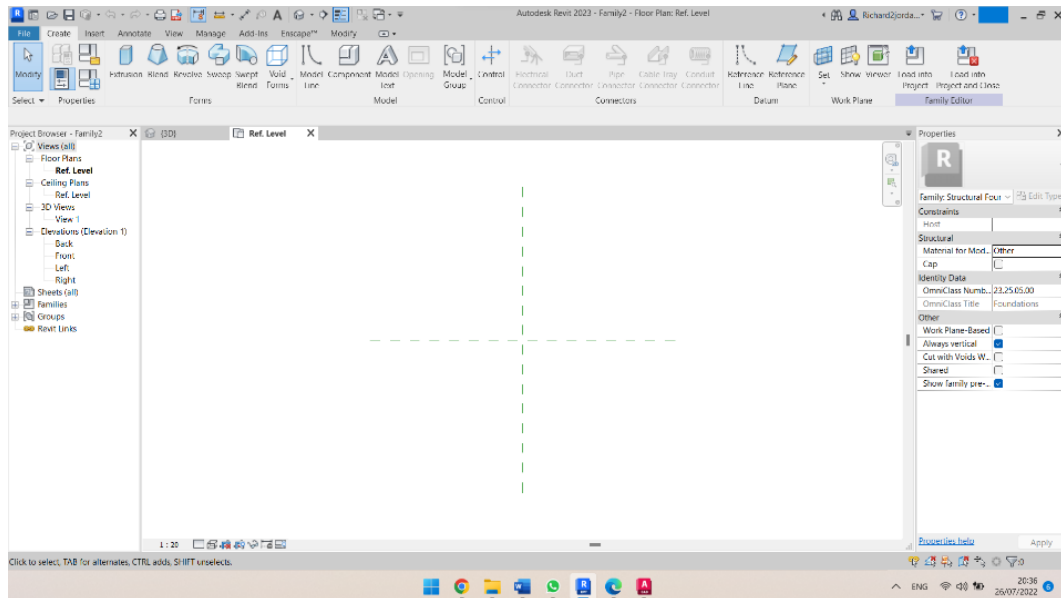 Autodesk Revit 2023 - Family2 - Floor Plan: Ref. Level
Richard2jorda...
File Create Insert Annotate View Manage Add-Ins Enscape™ Modify
Modify Extrusion Blend Revolve Sweep Swept Blend Void Forms Model Line Component Model Text Opening Model Group Control Electrical Connector Duct Connector Pipe Connector Cable Tray Connector Conduit Connector Reference Line Reference Plane Set Show Viewer Load into Project Load into Project and Close
Select Properties Forms Model Control Connectors Datum Work Plane Family Editor
Project Browser - Family2
(3D)
Ref. Level
Properties
Views (all)
Floor Plans
Ref. Level
Ceiling Plans
Ref. Level
3D Views
View 1
Elevations (Elevation 1)
Back
Front
Left
Right
Sheets (all)
Families
Groups
Revit Links
R
Family: Structural Four
Edit Type
Constraints
Host
Structural
Material for Mod... Other
Cap
Identity Data
OmniClass Numb... 23.25.05.00
OmniClass Title Foundations
Other
Work Plane-Based
Always vertical
Cut with Voids W...
Shared
Show family pre-...
Properties help
Apply
1 : 20
Click to select, TAB for alternates, CTRL adds, SHIFT unselects.
:0
ENG
20:36
26/07/2022
6